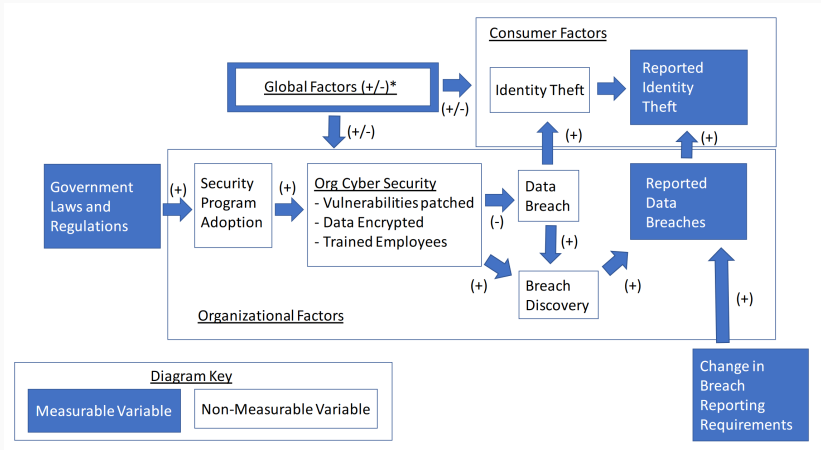 Consumer Factors
Global Factors (+/-)*
(+/-)
Identity Theft
Reported
Identity
Theft
(+/-)
(+)
(+)
Government
Laws and
Regulations
(+)
Security
Program
Adoption
(+)
Org Cyber Security
- Vulnerabilities patched
- Data Encrypted
- Trained Employees
(-)
Data
Breach
Reported
Data
Breaches
(+)
(+)
Breach
Discovery
(+)
(+)
Organizational Factors
Change in
Breach
Reporting
Requirements
Diagram Key
Measurable Variable
Non-Measurable Variable